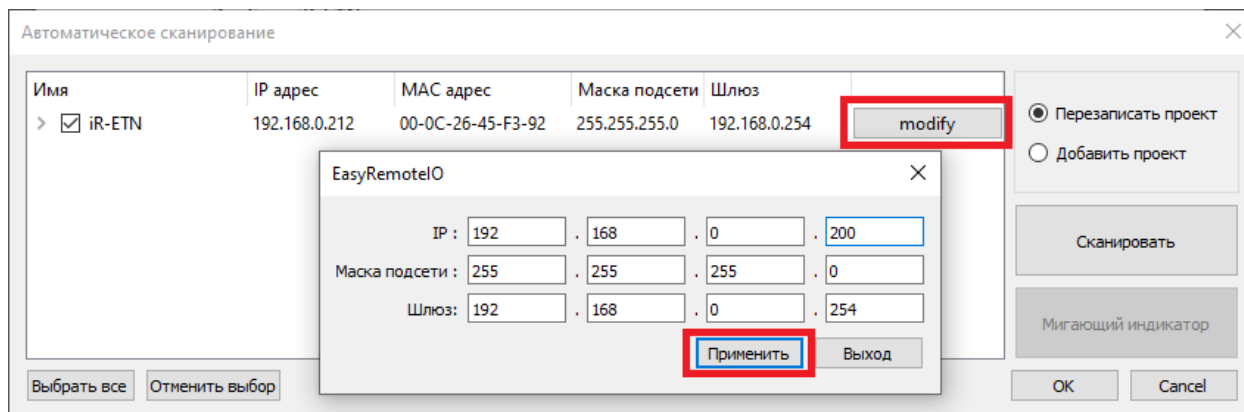 Автоматическое сканирование
Имя IP адрес MAC адрес Маска подсети Шлюз
iR-ETN 192.168.0.212 00-0C-26-45-F3-92 255.255.255.0 192.168.0.254 modify
Перезаписать проект
Добавить проект
EasyRemoteIO
IP : 192 . 168 . 0 . 200
Маска подсети : 255 . 255 . 255 . 0
Шлюз: 192 . 168 . 0 . 254
Применить Выход
Сканировать
Мигающий индикатор
Выбрать все Отменить выбор
OK Cancel